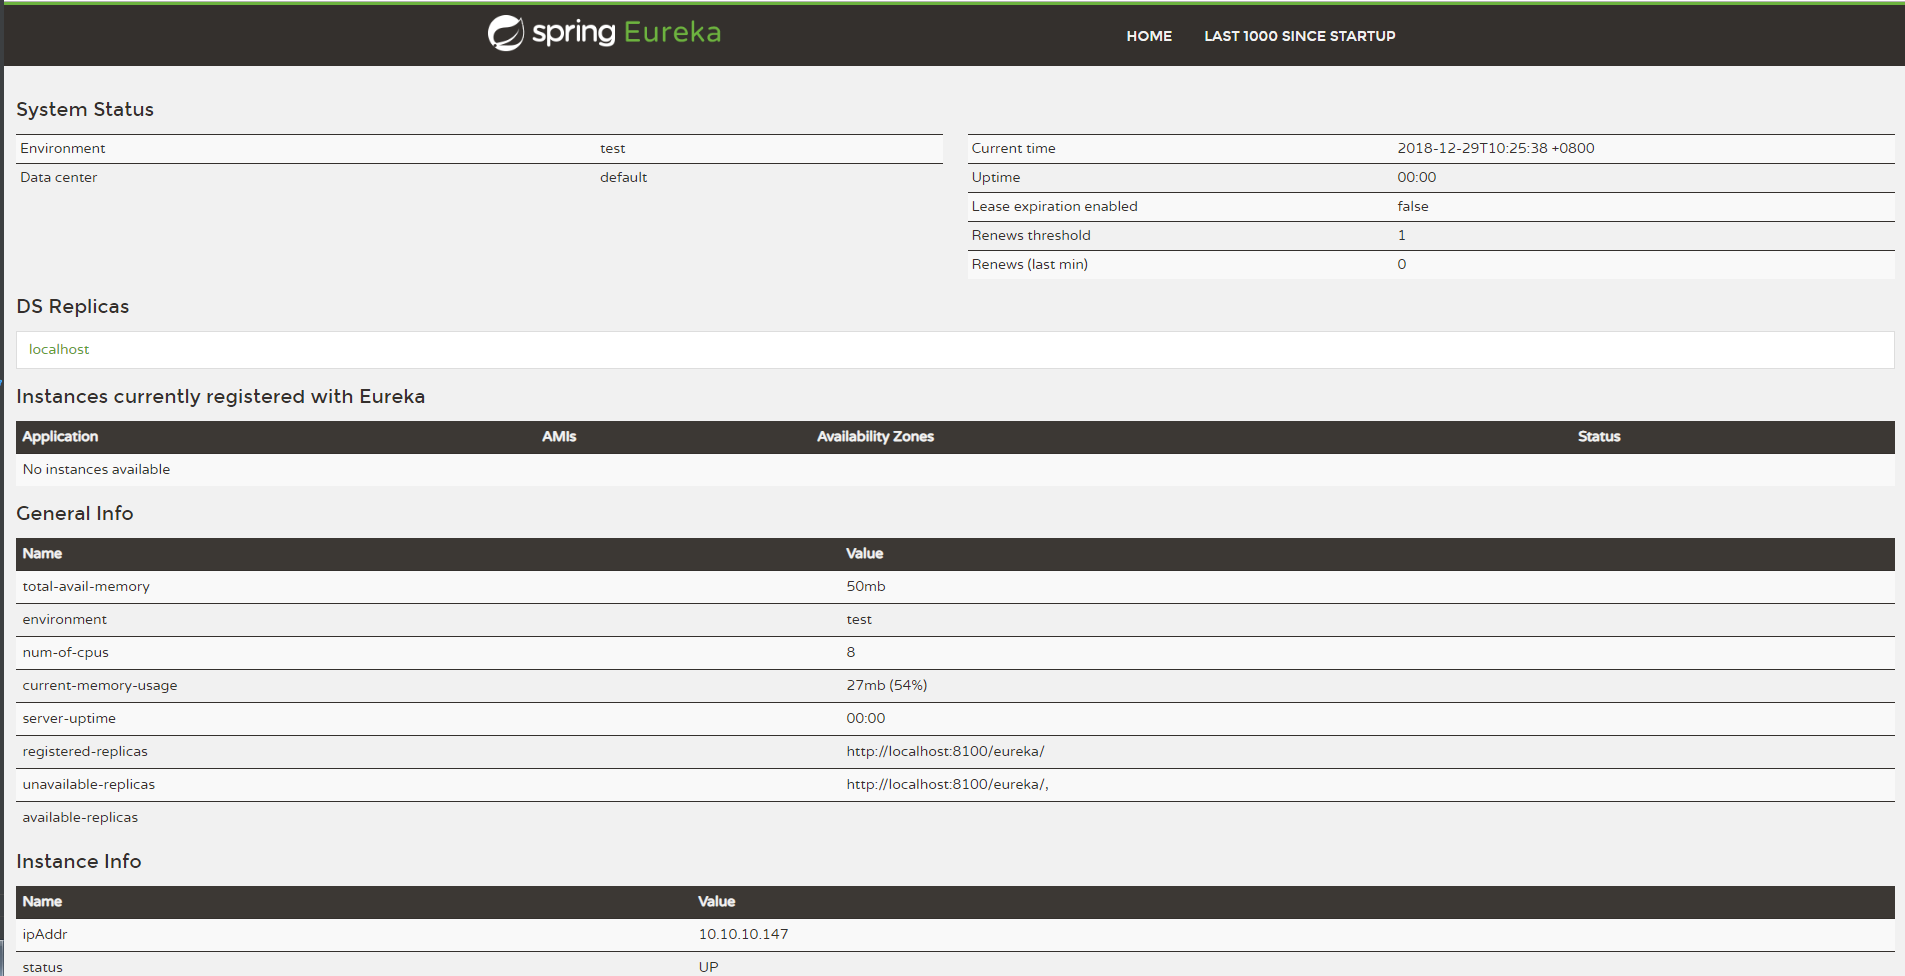 spring Eureka
HOME LAST 1000 SINCE STARTUP
System Status
Environment test
Data center default
Current time 2018-12-29T10:25:38 +0800
Uptime 00:00
Lease expiration enabled false
Renews threshold 1
Renews (last min) 0
DS Replicas
localhost
Instances currently registered with Eureka
Application AMIs Availability Zones Status
No instances available
General Info
Name Value
total-avail-memory 50mb
environment test
num-of-cpus 8
current-memory-usage 27mb (54%)
server-uptime 00:00
registered-replicas http://localhost:8100/eureka/
unavailable-replicas http://localhost:8100/eureka/,
available-replicas
Instance Info
Name Value
ipAddr 10.10.10.147
status UP